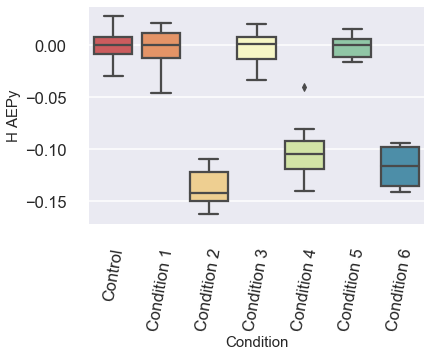 0.00
−0.05
−0.10
−0.15
H AEPy
Control
Condition 1
Condition 2
Condition 3
Condition 4
Condition 5
Condition 6
Condition